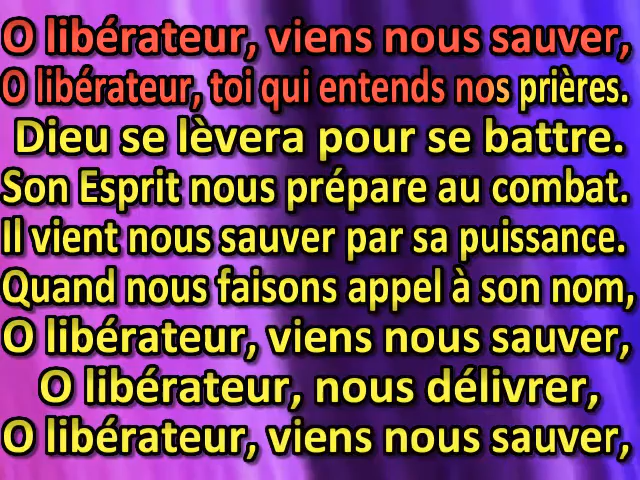 O libérateur, viens nous sauver,
O libérateur, toi qui entends nos prières.
Dieu se lèvera pour se battre.
Son Esprit nous prépare au combat.
Il vient nous sauver par sa puissance.
Quand nous faisons appel à son nom,
O libérateur, viens nous sauver,
O libérateur, nous délivrer,
O libérateur, viens nous sauver,